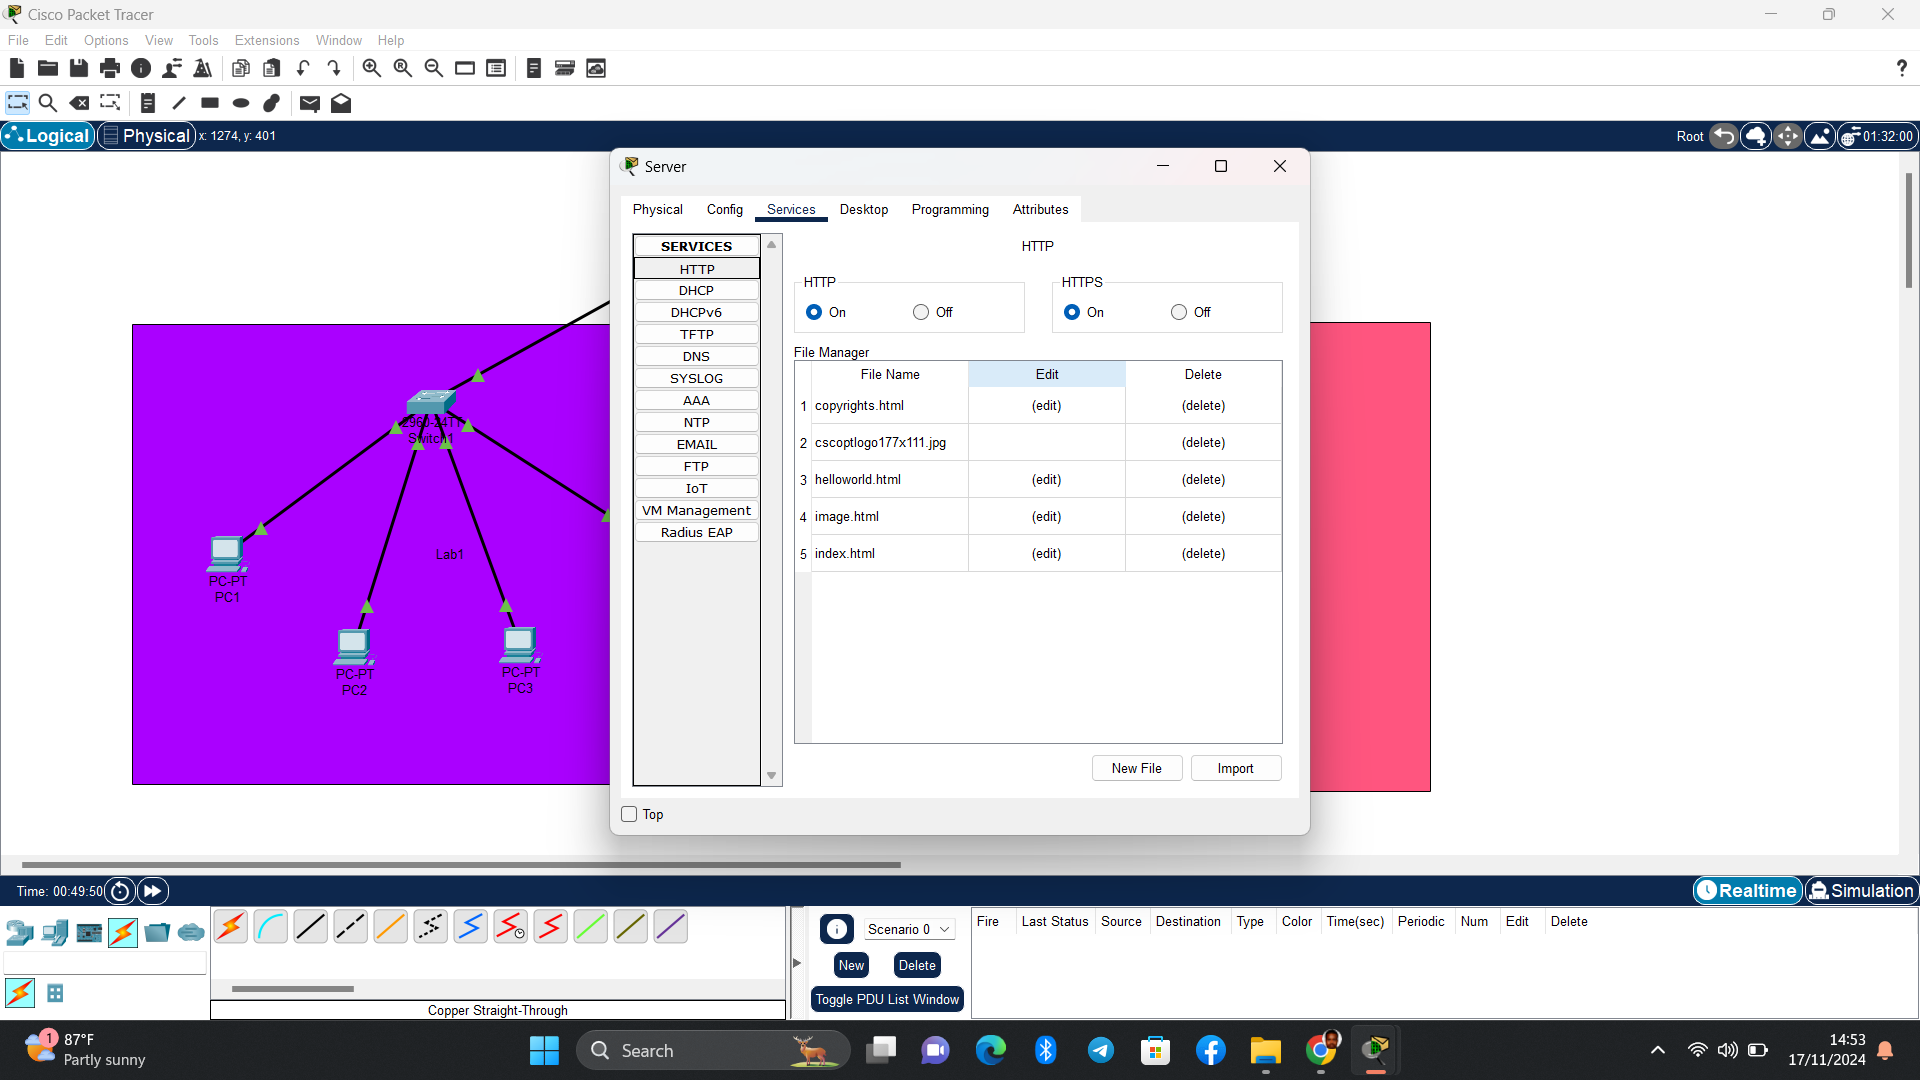 Cisco Packet Tracer
File Edit Options View Tools Extensions Window Help
Logical Physical x: 1274, y: 401 Root 01:32:00
Server
Physical Config Services Desktop Programming Attributes
SERVICES
HTTP
DHCP
DHCPv6
TFTP
DNS
SYSLOG
AAA
NTP
EMAIL
FTP
IoT
VM Management
Radius EAP
HTTP
HTTP
On Off
HTTPS
On Off
File Manager
File Name Edit Delete
1 copyrights.html (edit) (delete)
2 cscoptlogo177x111.jpg (delete)
3 helloworld.html (edit) (delete)
4 image.html (edit) (delete)
5 index.html (edit) (delete)
New File Import
Top
2960-24TT
Switch1
Lab1
PC-PT
PC1
PC-PT
PC2
PC-PT
PC3
Time: 00:49:50 Realtime Simulation
Scenario 0
New Delete
Toggle PDU List Window
Fire Last Status Source Destination Type Color Time(sec) Periodic Num Edit Delete
Copper Straight-Through
1
87°F
Partly sunny
Search
14:53
17/11/2024